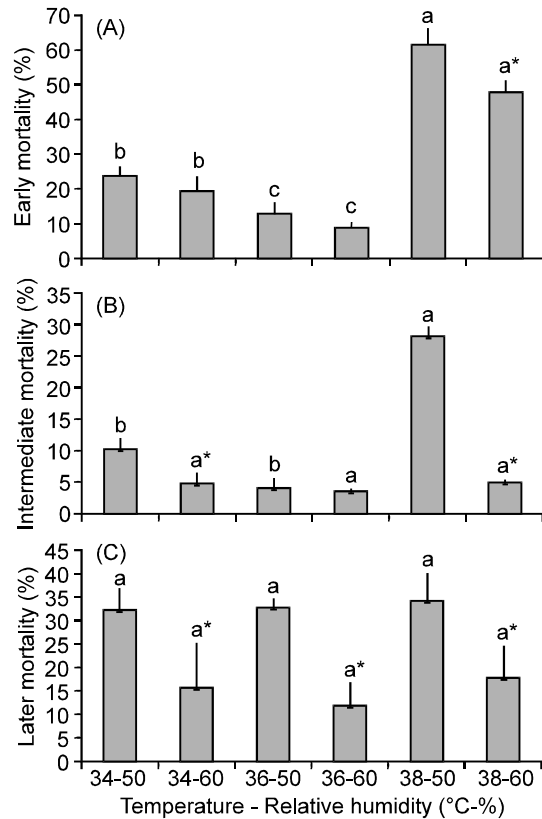 (A)
Early mortality (%)
70
60
50
40
30
20
10
0
b
b
c
c
a
a*
(B)
Intermediate mortality (%)
35
30
25
20
15
10
5
0
b
a*
b
a
a
a*
(C)
Later mortality (%)
45
40
35
30
25
20
15
10
5
0
a
a*
a
a*
a
a*
34–50 34–60 36–50 36–60 38–50 38–60
Temperature - Relative humidity (°C-%)